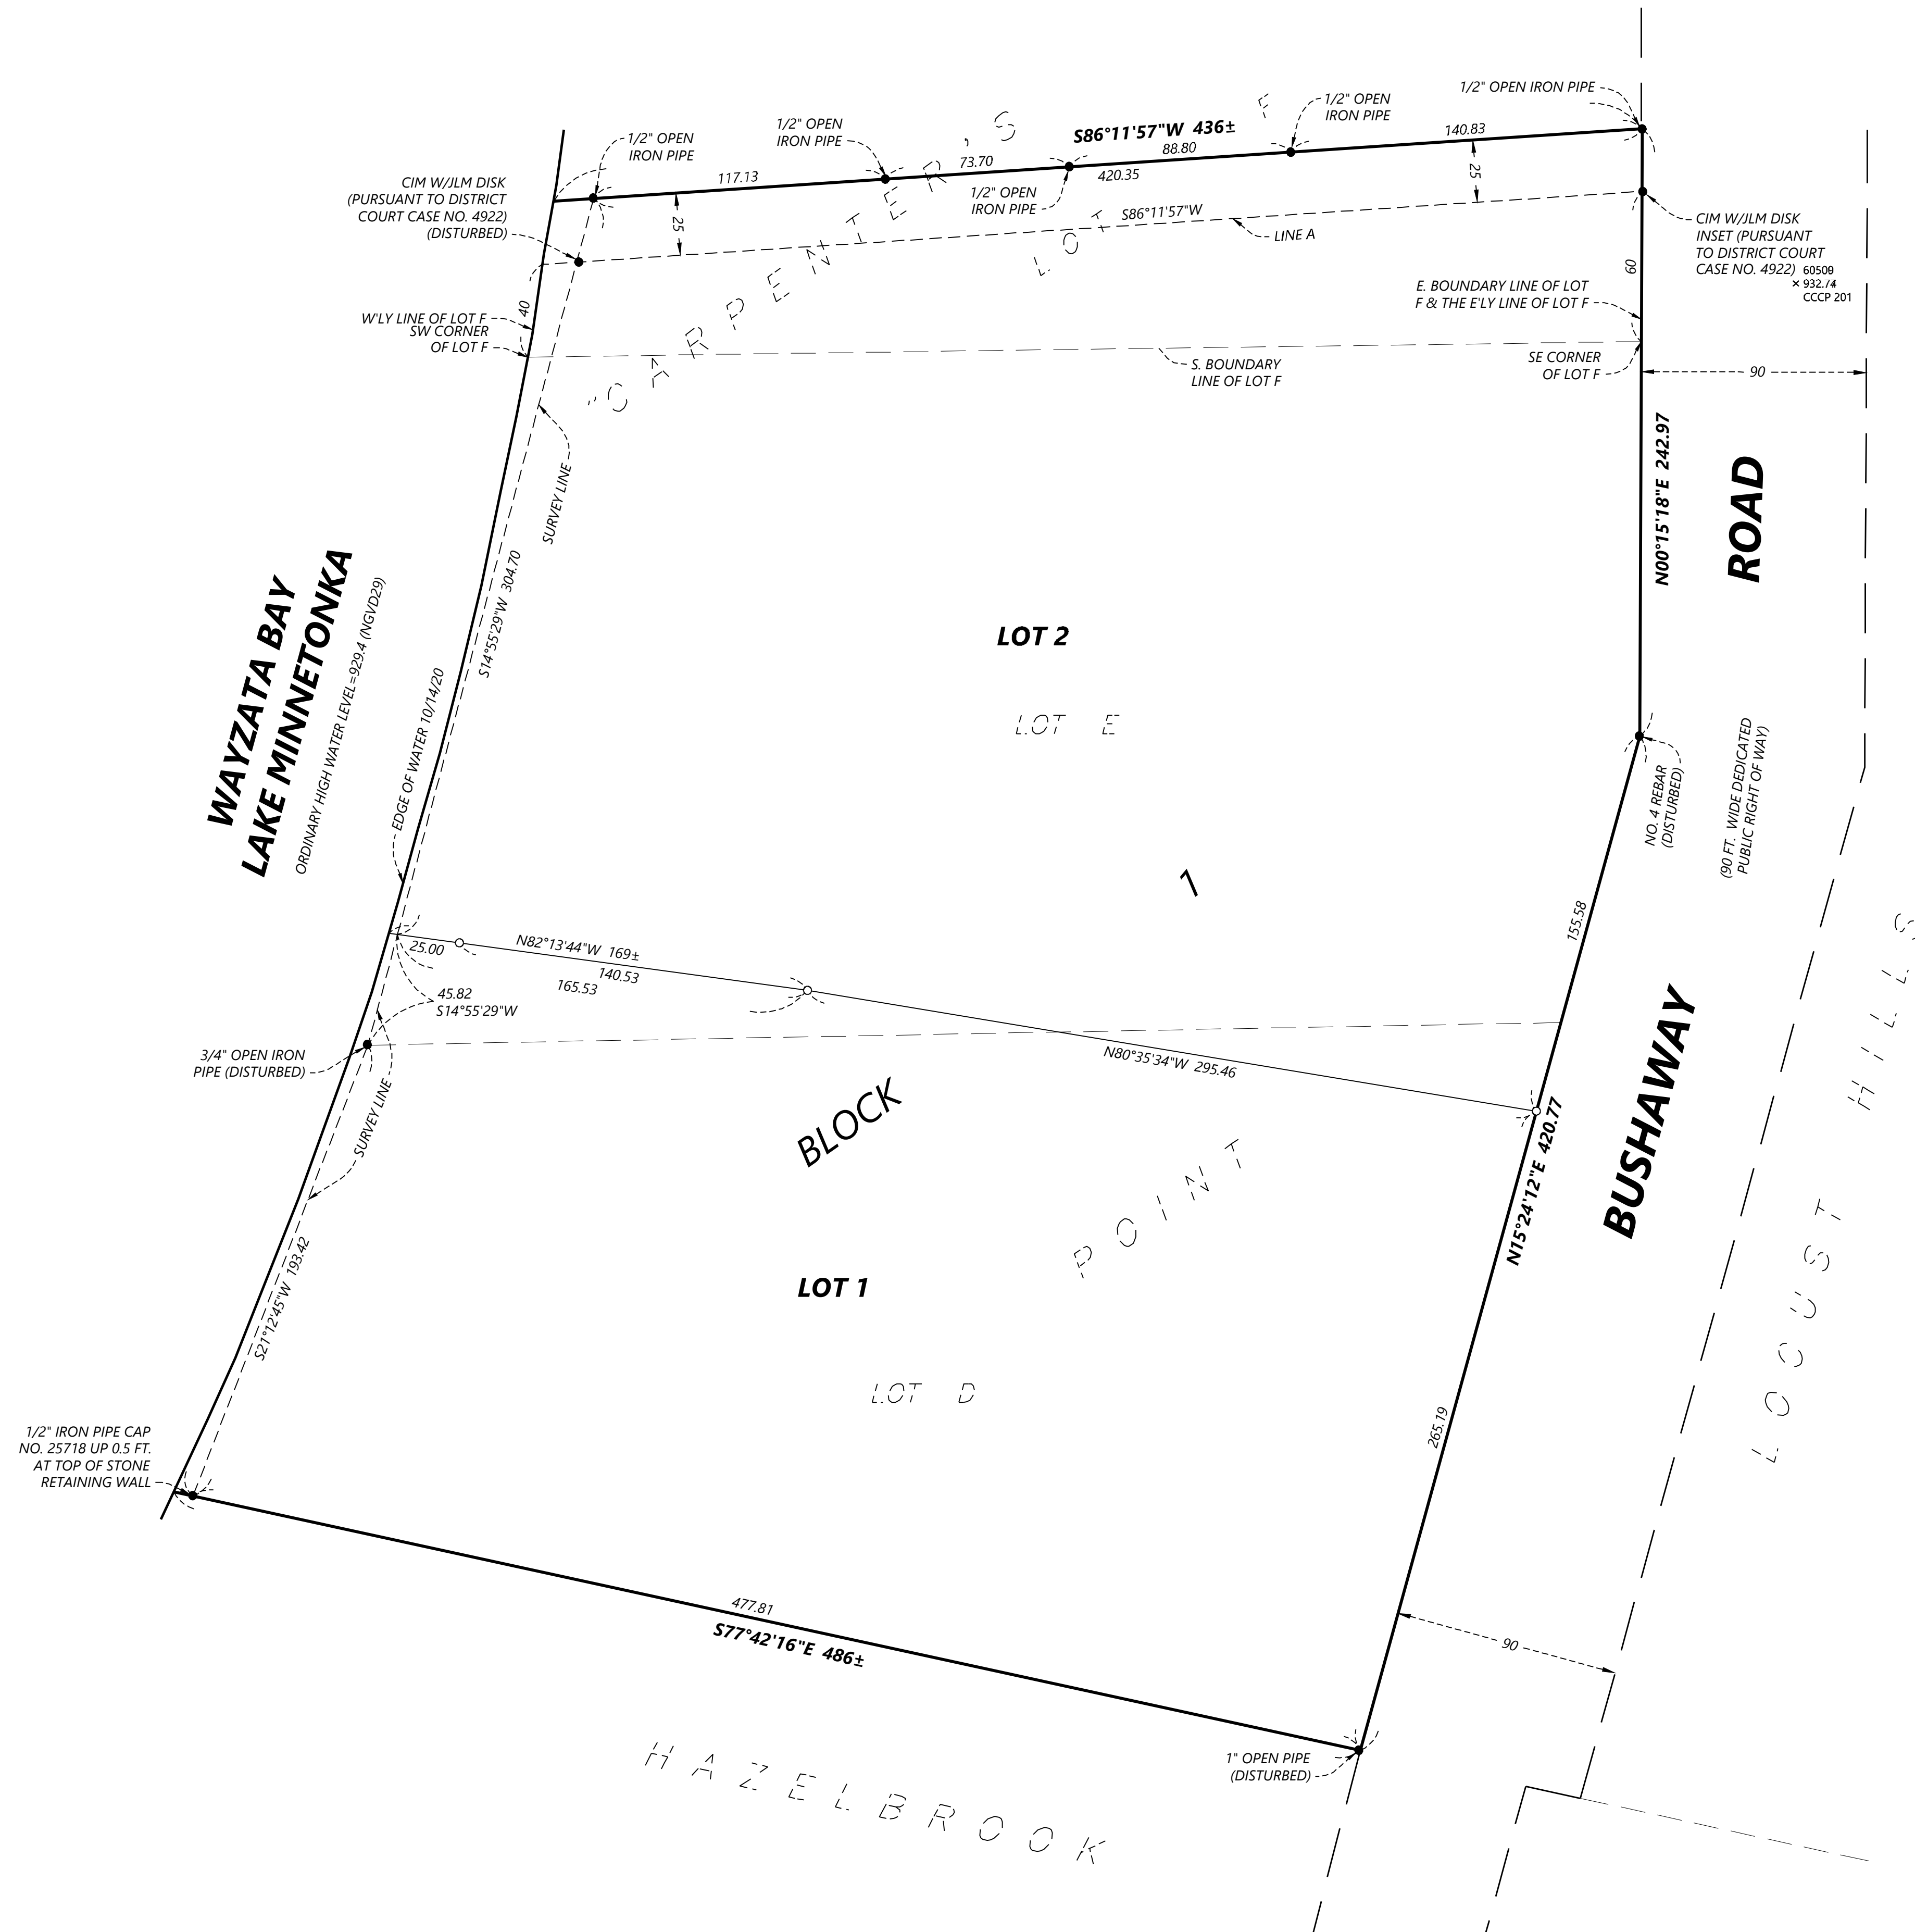 1/2" OPEN IRON PIPE
1/2" OPEN
IRON PIPE
1/2" OPEN
IRON PIPE
1/2" OPEN
IRON PIPE
1/2" OPEN
IRON PIPE
S86°11'57"W 436±
140.83
88.80
73.70
420.35
117.13
CIM W/JLM DISK
(PURSUANT TO DISTRICT
COURT CASE NO. 4922)
(DISTURBED)
25
25
S86°11'57"W
LINE A
CIM W/JLM DISK
INSET (PURSUANT
TO DISTRICT COURT
CASE NO. 4922)
932.74
CCCP 201
"CARPENTER'S
LOT F
60
40
E. BOUNDARY LINE OF LOT
F & THE E'LY LINE OF LOT F
W'LY LINE OF LOT F
SW CORNER
OF LOT F
S. BOUNDARY
LINE OF LOT F
SE CORNER
OF LOT F
90
N00°15'18"E 242.97
ROAD
SURVEY LINE
S14°55'29"W 304.70
WAYZATA BAY
LAKE MINNETONKA
ORDINARY HIGH WATER LEVEL=929.4 (NGVD29)
EDGE OF WATER 10/14/20
LOT 2
LOT E
NO. 4 REBAR
(DISTURBED)
(90 FT. WIDE DEDICATED
PUBLIC RIGHT OF WAY)
1
155.58
25.00
N82°13'44"W 169±
140.53
165.53
45.82
S14°55'29"W
3/4" OPEN IRON
PIPE (DISTURBED)
N80°35'34"W 295.46
SURVEY LINE
BLOCK
POINT
N15°24'12"E 420.77
BUSHAWAY
LOCUST HILLS
S21°12'45"W 193.42
LOT 1
LOT D
265.19
1/2" IRON PIPE CAP
NO. 25718 UP 0.5 FT.
AT TOP OF STONE
RETAINING WALL
477.81
S77°42'16"E 486±
90
1" OPEN PIPE
(DISTURBED)
HAZELBROOK